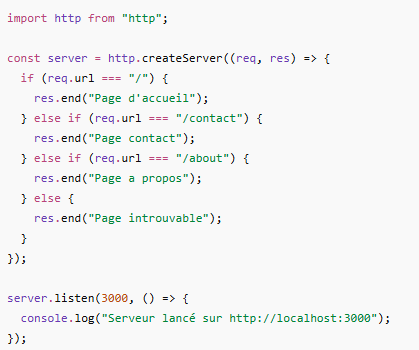 import http from "http";

const server = http.createServer((req, res) => {
  if (req.url === "/") {
    res.end("Page d'accueil");
  } else if (req.url === "/contact") {
    res.end("Page contact");
  } else if (req.url === "/about") {
    res.end("Page a propos");
  } else {
    res.end("Page introuvable");
  }
});

server.listen(3000, () => {
  console.log("Serveur lancé sur http://localhost:3000");
});